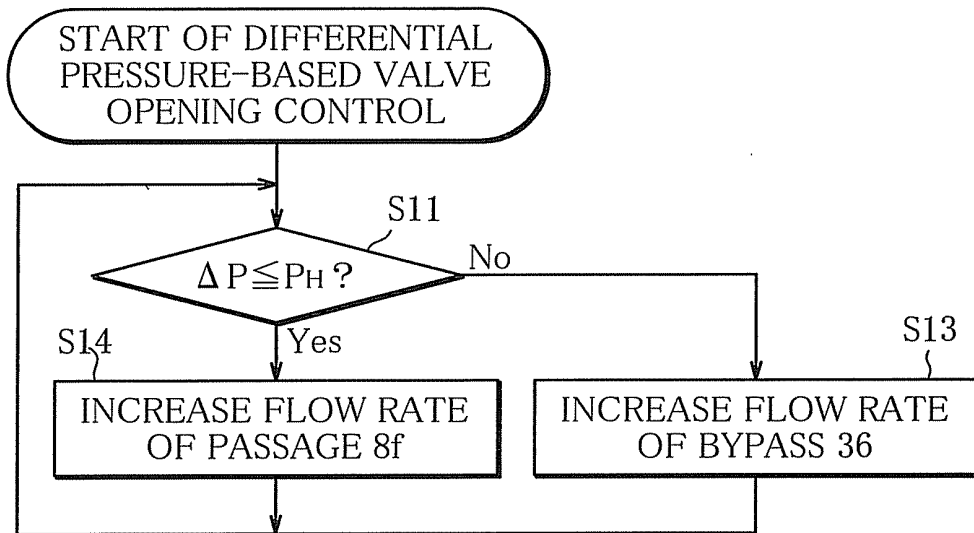 START OF DIFFERENTIAL
PRESSURE-BASED VALVE
OPENING CONTROL
S11
ΔP≦PH?
No
Yes
S14
S13
INCREASE FLOW RATE
OF PASSAGE 8f
INCREASE FLOW RATE
OF BYPASS 36